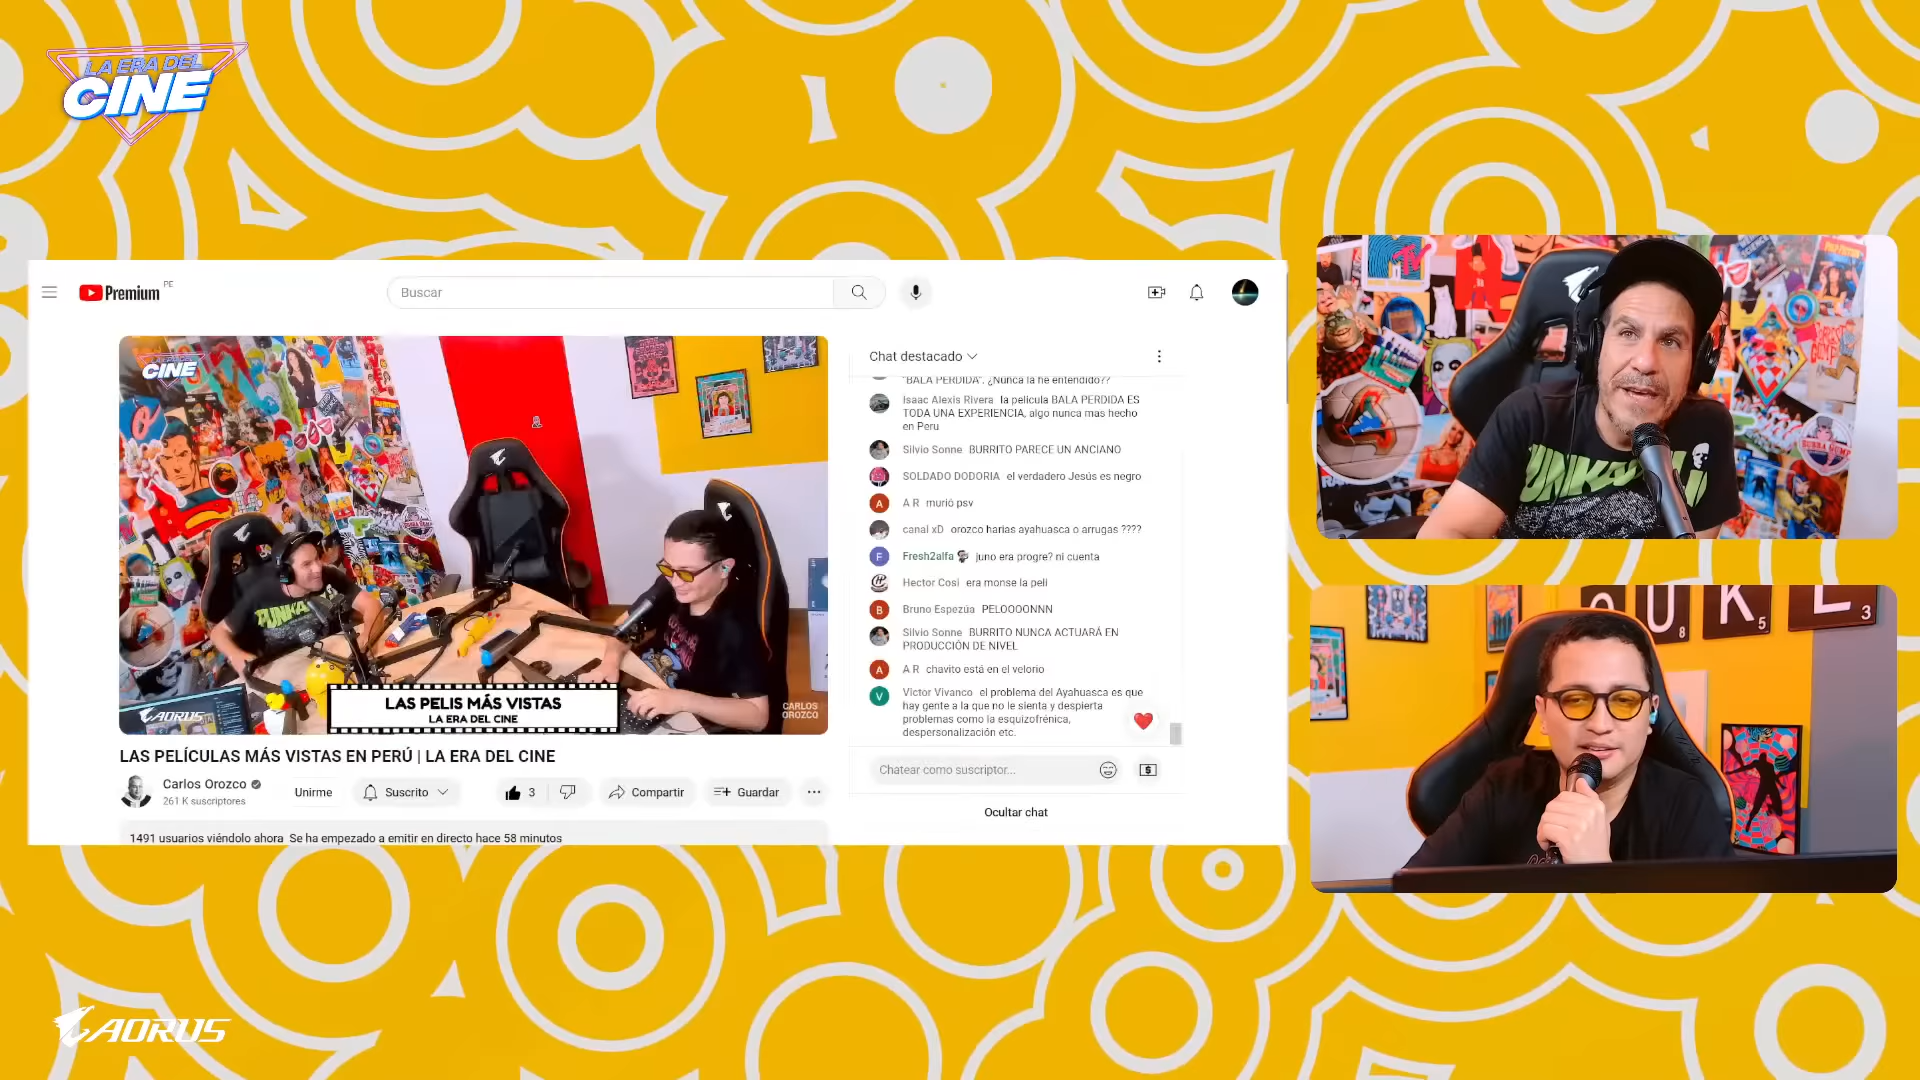 LA ERA DEL
CINE
Premium PE
Buscar
CINE
LAS PELIS MÁS VISTAS
LA ERA DEL CINE
AORUS
CARLOS
OROZCO
LAS PELÍCULAS MÁS VISTAS EN PERÚ | LA ERA DEL CINE
Carlos Orozco
261 K suscriptores
Unirme
Suscrito
3
Compartir
Guardar
1491 usuarios viéndolo ahora Se ha empezado a emitir en directo hace 58 minutos
Chat destacado
"BALA PERDIDA". ¿Nunca la he entendido??
Isaac Alexis Rivera la pelicula BALA PERDIDA ES
TODA UNA EXPERIENCIA, algo nunca mas hecho
en Peru
Silvio Sonne BURRITO PARECE UN ANCIANO
SOLDADO DODORIA el verdadero Jesús es negro
A A R murió psv
canal xD orozco harias ayahuasca o arrugas ????
F Fresh2alfa juno era progre? ni cuenta
Hector Cosi era monse la peli
B Bruno Espezúa PELOOOONNN
Silvio Sonne BURRITO NUNCA ACTUARÁ EN
PRODUCCIÓN DE NIVEL
A A R chavito está en el velorio
V Victor Vivanco el problema del Ayahuasca es que
hay gente a la que no le sienta y despierta
problemas como la esquizofrénica,
despersonalización etc.
Chatear como suscriptor...
Ocultar chat
MTV
BUBBA GUMP
U 8
K 5
E 3
AORUS